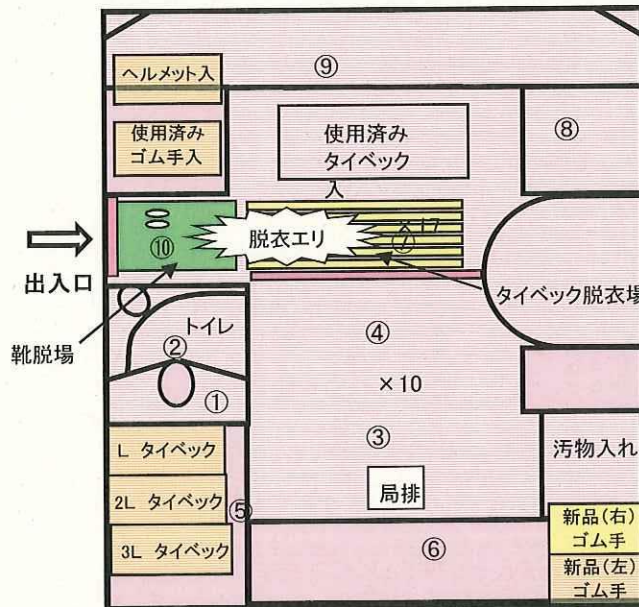 ⑨
ヘルメット入
使用済み
ゴム手入
使用済み
タイベック
入
⑧
×17
⑦
脱衣エリ
⑩
出入口
タイベック脱衣場
靴脱場
トイレ
②
①
④
×10
③
局排
L タイベック
2L タイベック
3L タイベック
⑤
⑥
汚物入れ
新品(右)
ゴム手
新品(左)
ゴム手